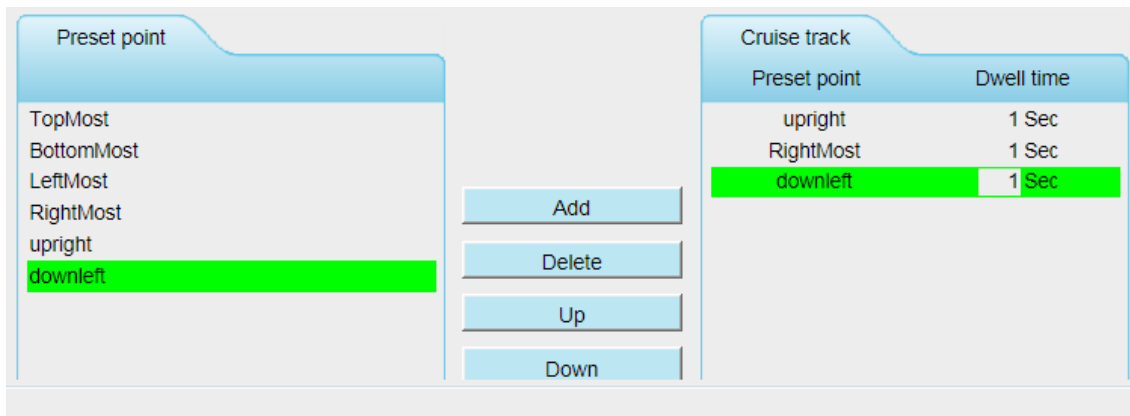 Preset point
TopMost
BottomMost
LeftMost
RightMost
upright
downleft
Add
Delete
Up
Down
Cruise track
Preset point Dwell time
upright 1 Sec
RightMost 1 Sec
downleft 1 Sec